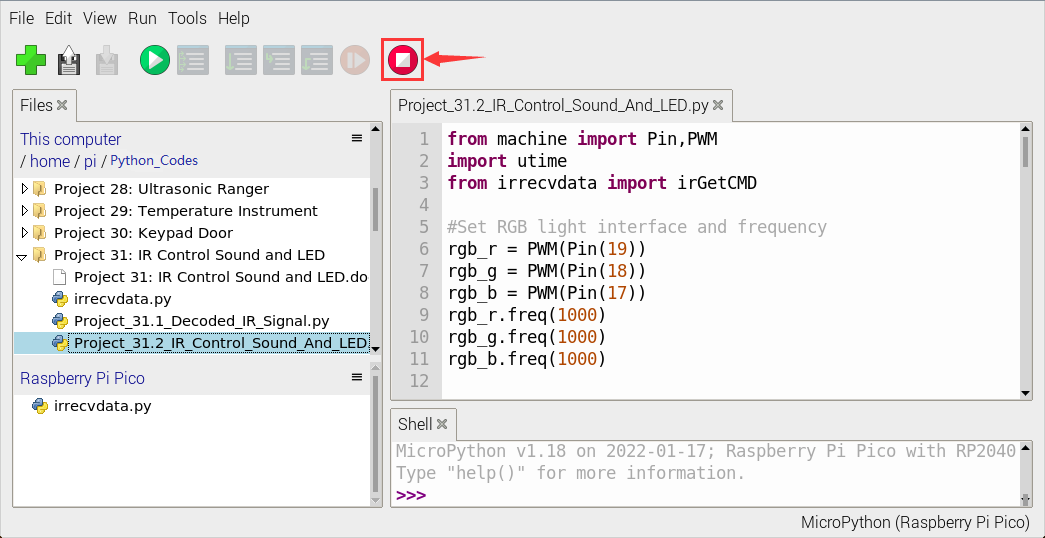 File Edit View Run Tools Help
Files
This computer
/ home / pi / Python_Codes
Project 28: Ultrasonic Ranger
Project 29: Temperature Instrument
Project 30: Keypad Door
Project 31: IR Control Sound and LED
Project 31: IR Control Sound and LED.do
irrecvdata.py
Project_31.1_Decoded_IR_Signal.py
Project_31.2_IR_Control_Sound_And_LED
Raspberry Pi Pico
irrecvdata.py
Project_31.2_IR_Control_Sound_And_LED.py
1 from machine import Pin,PWM
2 import utime
3 from irrecvdata import irGetCMD
4
5 #Set RGB light interface and frequency
6 rgb_r = PWM(Pin(19))
7 rgb_g = PWM(Pin(18))
8 rgb_b = PWM(Pin(17))
9 rgb_r.freq(1000)
10 rgb_g.freq(1000)
11 rgb_b.freq(1000)
12
Shell
MicroPython v1.18 on 2022-01-17; Raspberry Pi Pico with RP2040
Type "help()" for more information.
>>>
MicroPython (Raspberry Pi Pico)